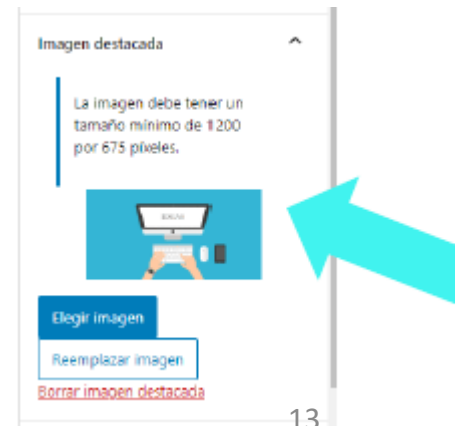 Imagen destacada
La imagen debe tener un
tamaño mínimo de 1200
por 675 píxeles.
Elegir imagen
Reemplazar imagen
Borrar imagen destacada
13